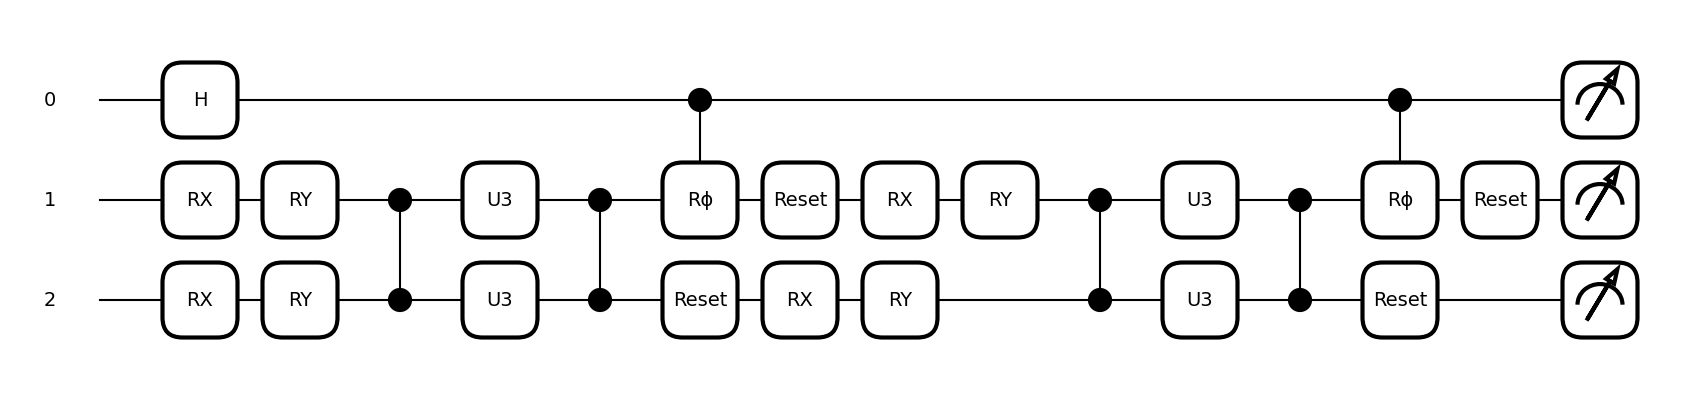 0 H
1 RX RY U3 Rϕ Reset RX RY U3 Rϕ Reset
2 RX RY U3 Reset RX RY U3 Reset